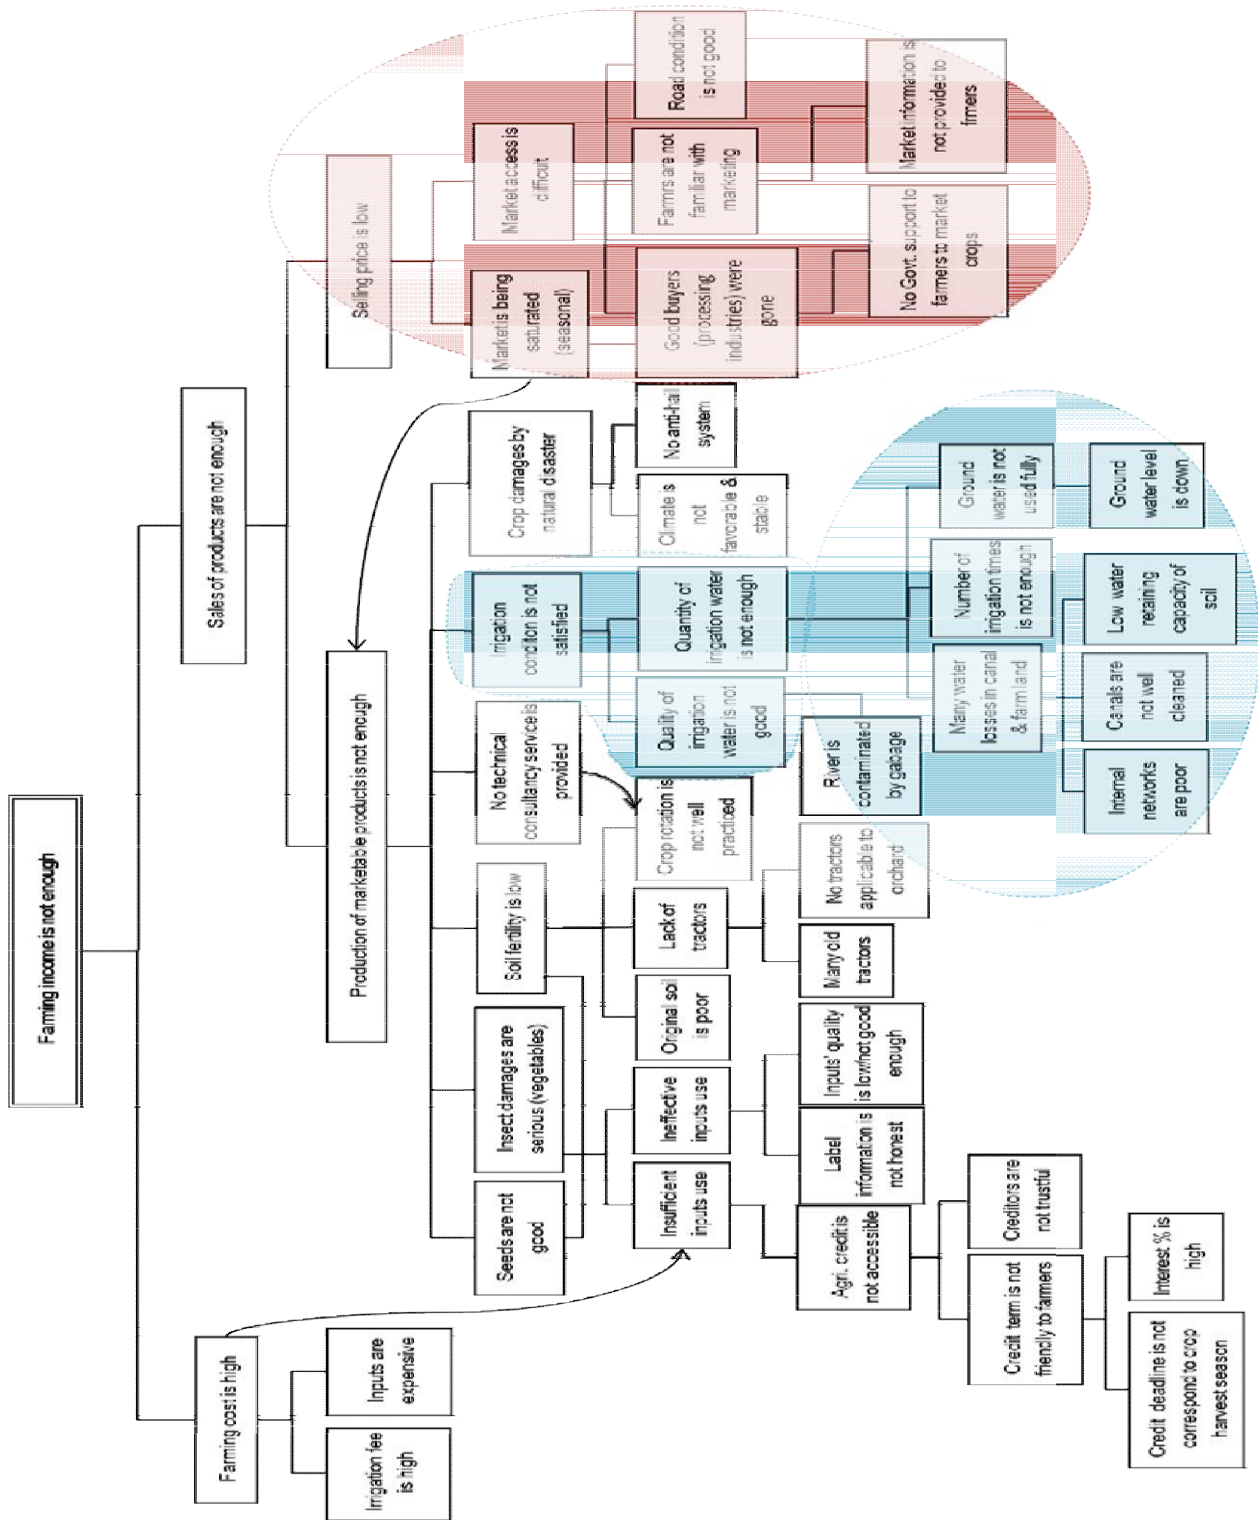 Farming income is not enough
Farming cost is high
Sales of products are not enough
Irrigation fee
is high
Inputs are
expensive
Production of marketable products is not enough
Selling price is low
Seeds are not
good
Insect damages are
serious (vegetables)
Soil fertility is low
No technical
consultancy service is
provided
Irrigation
condition is not
satisfied
Crop damages by
natural disaster
Market is being
saturated
(seasonal)
Market access is
difficult
Insufficient
inputs use
Ineffective
inputs use
Original soil
is poor
Lack of
tractors
Crop rotation is
not well
practiced
Quality of
irrigation
water is not
good
Quantity of
irrigation water
is not enough
Climate is
not
favorable &
stable
No anti-hail
system
Good buyers
(processing
industries) were
gone
Farmrs are not
familiar with
marketing
Road condition
is not good
Agri. credit is
not accessible
Label
information is
not honest
Inputs' quality
is low/not good
enough
Many old
tractors
No tractors
applicable to
orchard
River is
contaminated
by gabage
No Govt. support to
farmers to market
crops
Market information is
not provided to
frmers
Many water
losses in canal
& farm land
Number of
irrigation times
is not enough
Ground
water is not
used fully
Credit term is not
friendly to farmers
Creditors are
not trustful
Internal
networks
are poor
Canals are
not well
cleaned
Low water
retaining
capacity of
soil
Ground
water level
is down
Credit deadline is not
correspond to crop
harvest season
Interest % is
high